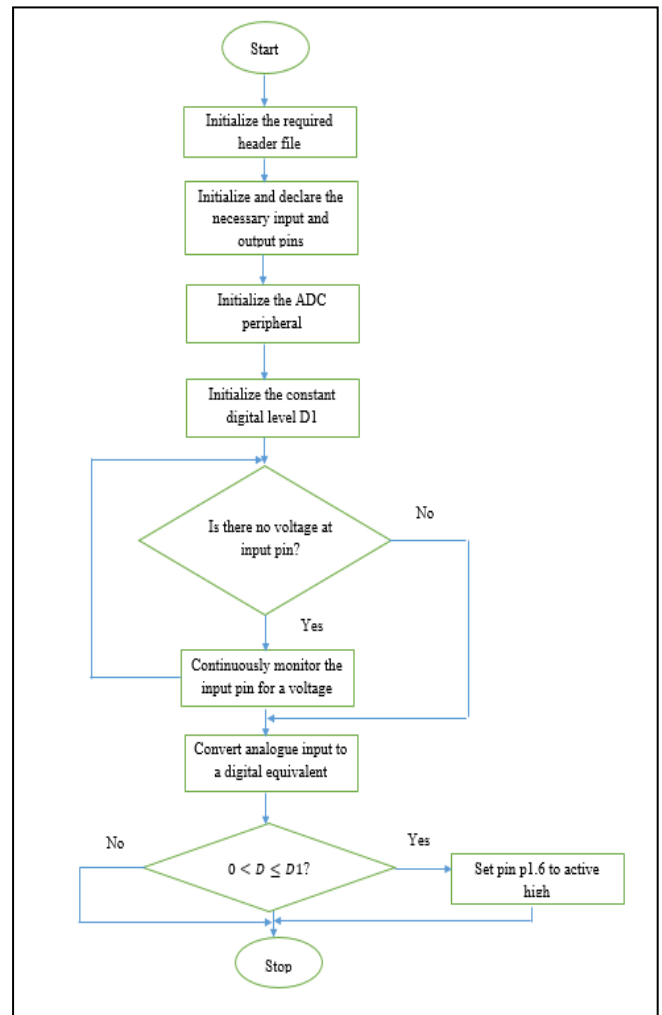 Start
Initialize the required
header file
Initialize and declare the
necessary input and
output pins
Initialize the ADC
peripheral
Initialize the constant
digital level D1
Is there no voltage at
input pin?
No
Yes
Continuously monitor the
input pin for a voltage
Convert analogue input to
a digital equivalent
No
0 < D ≤ D1?
Yes
Set pin p1.6 to active
high
Stop